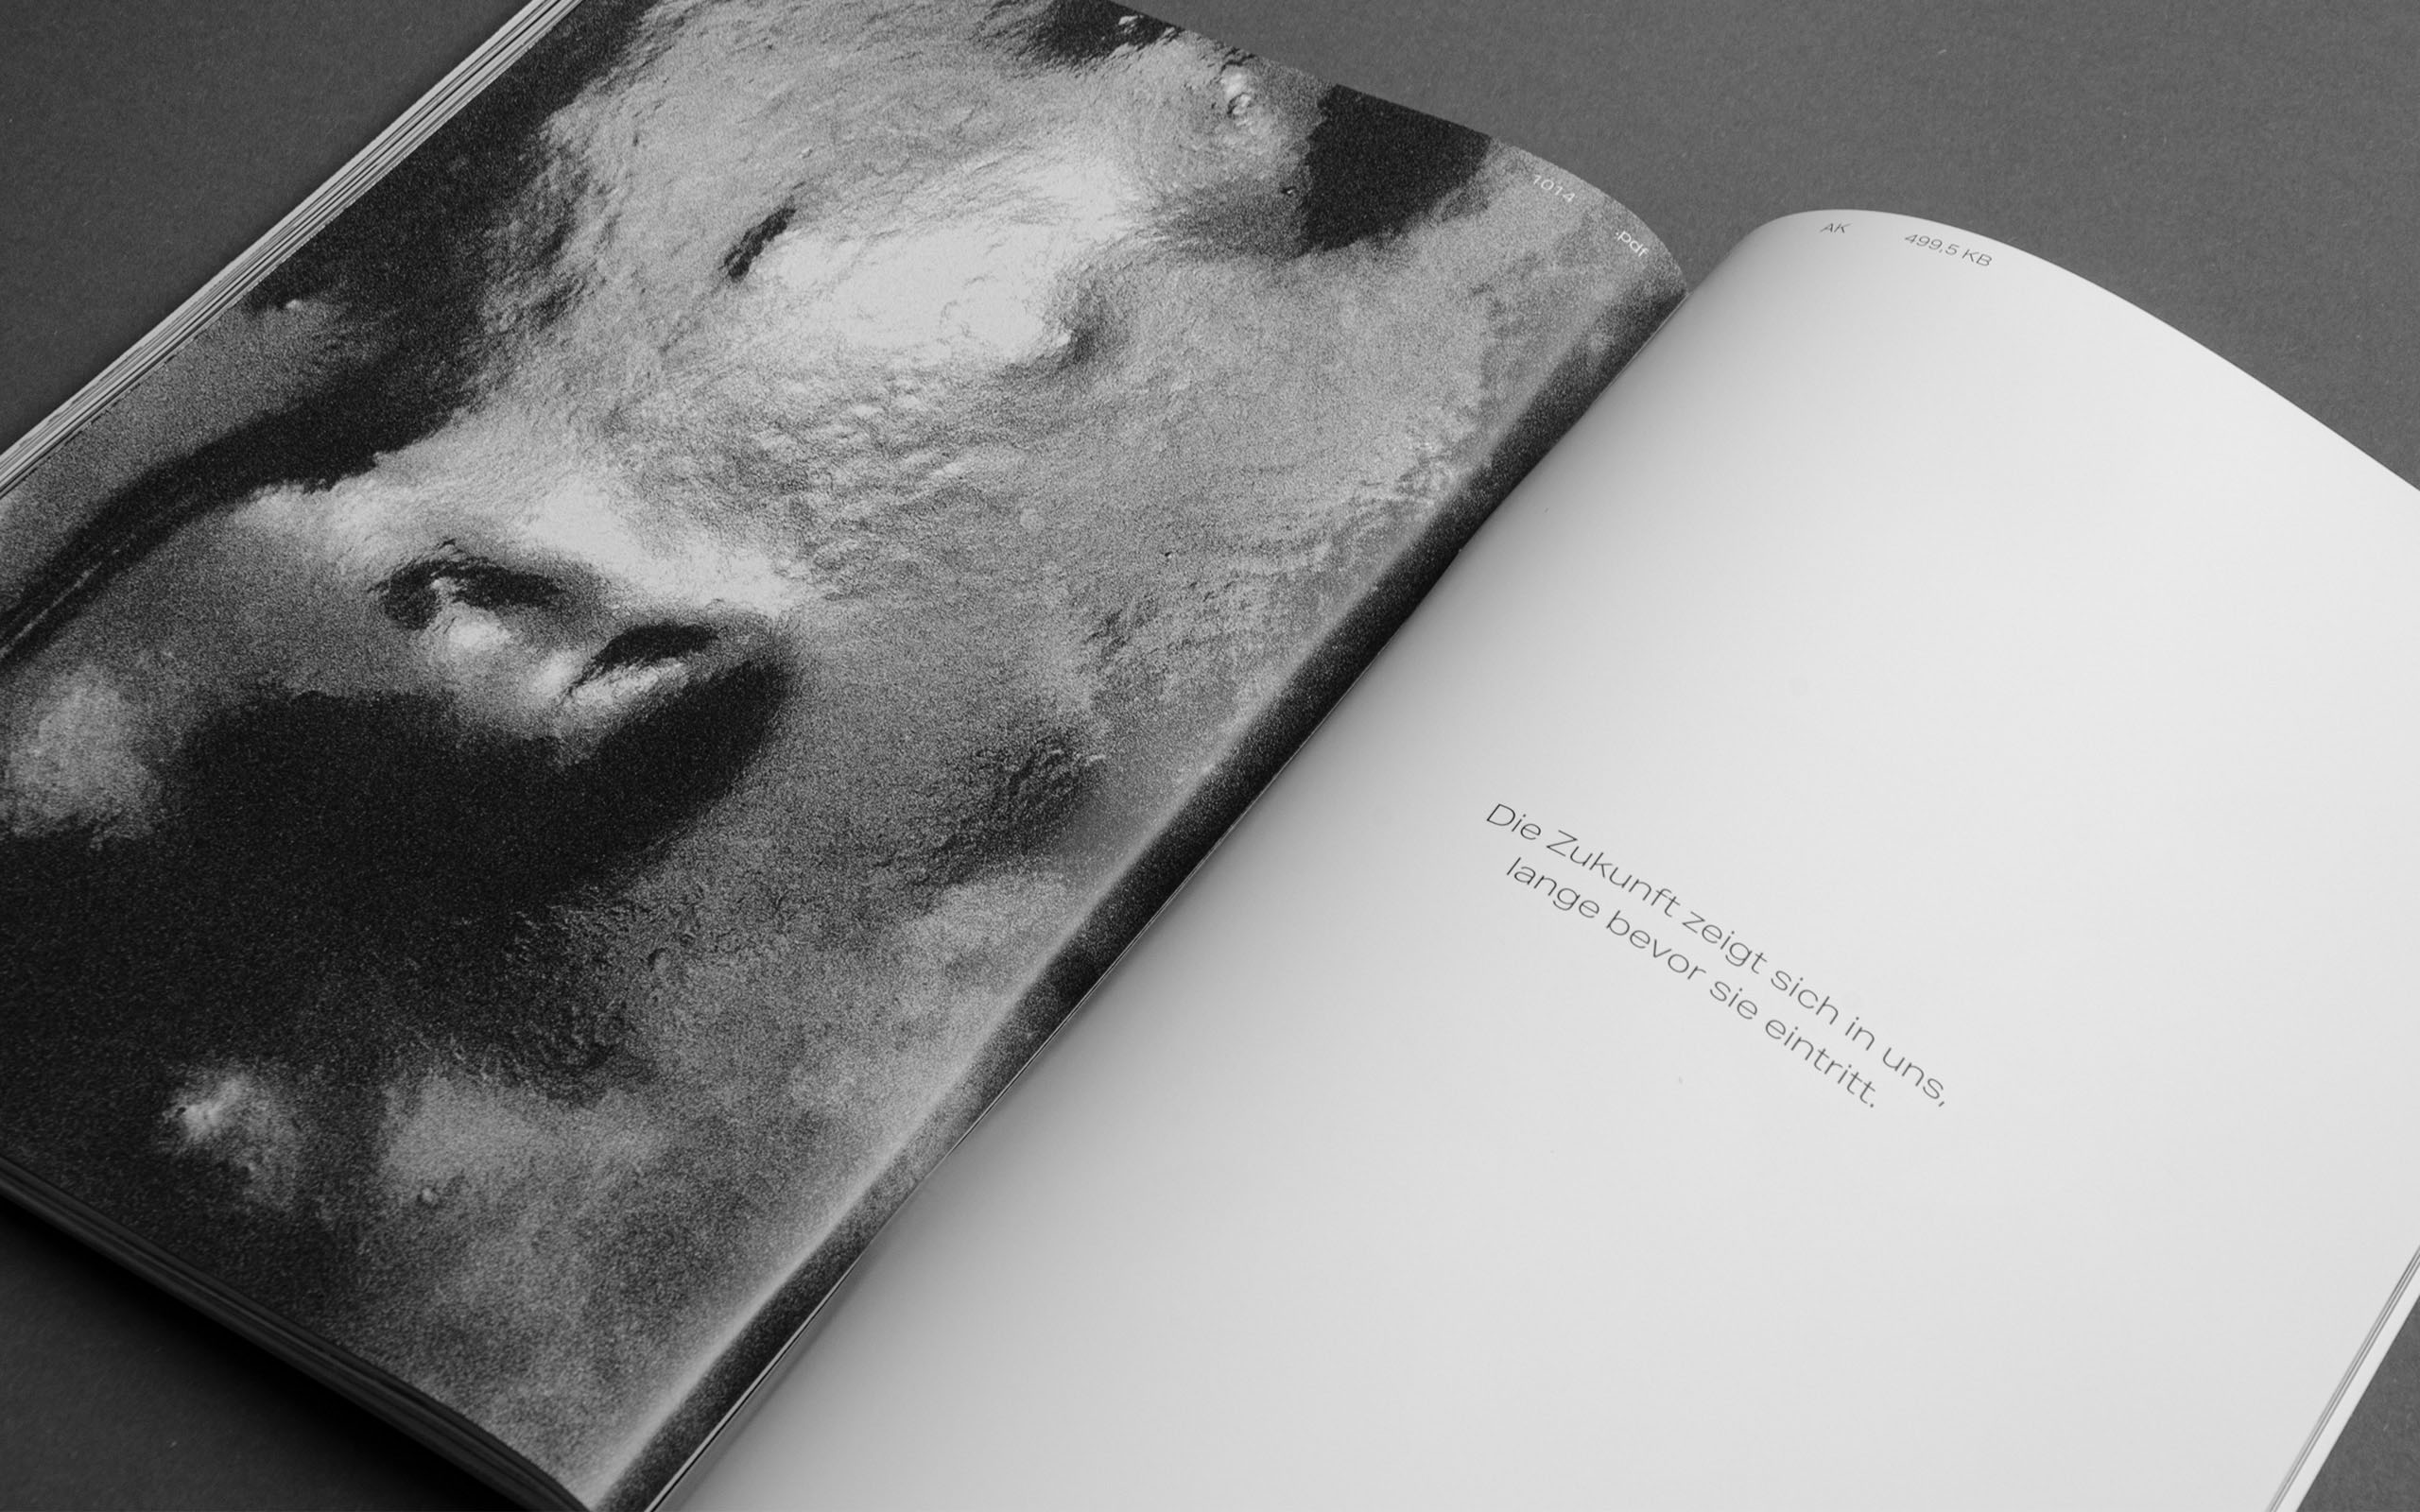 1014
.pdf
AK
499,5 KB
Die Zukunft zeigt sich in uns,
lange bevor sie eintritt.